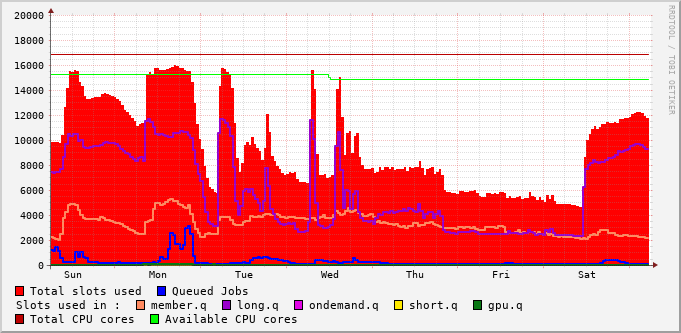 20000
18000
16000
14000
12000
10000
8000
6000
4000
2000
0
Sun Mon Tue Wed Thu Fri Sat
Total slots used Queued Jobs
Slots used in : member.q long.q ondemand.q short.q gpu.q
Total CPU cores Available CPU cores
RRDTOOL / TOBI OETIKER